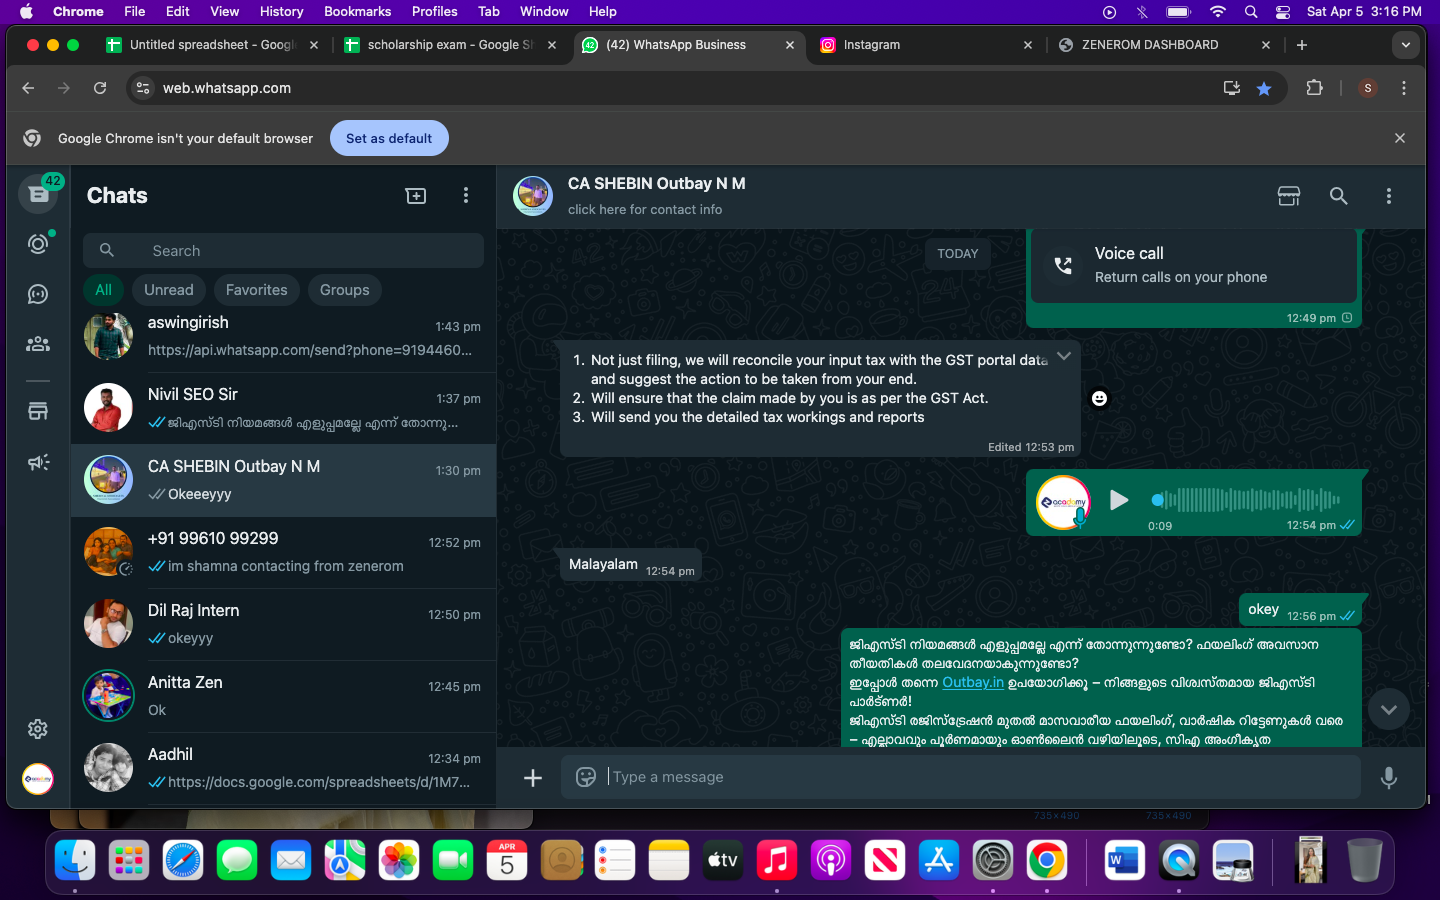 Chrome File Edit View History Bookmarks Profiles Tab Window Help Sat Apr 5 3:16 PM
Untitled spreadsheet - Google
scholarship exam - Google Sh
(42) WhatsApp Business
Instagram
ZENEROM DASHBOARD
web.whatsapp.com
S
Google Chrome isn't your default browser
Set as default
42
Chats
Search
All Unread Favorites Groups
aswingirish 1:43 pm
https://api.whatsapp.com/send?phone=9194460...
Nivil SEO Sir 1:37 pm
ജിഎസ്ടി നിയമങ്ങൾ എളുപ്പമല്ലേ എന്ന് തോന്നു...
CA SHEBIN Outbay N M 1:30 pm
Okeeeyyy
+91 99610 99299 12:52 pm
im shamna contacting from zenerom
Dil Raj Intern 12:50 pm
okeyyy
Anitta Zen 12:45 pm
Ok
Aadhil 12:34 pm
https://docs.google.com/spreadsheets/d/1M7...
CA SHEBIN Outbay N M
click here for contact info
TODAY
Voice call
Return calls on your phone
12:49 pm
1. Not just filing, we will reconcile your input tax with the GST portal data
and suggest the action to be taken from your end.
2. Will ensure that the claim made by you is as per the GST Act.
3. Will send you the detailed tax workings and reports
Edited 12:53 pm
academy
0:09 12:54 pm
Malayalam 12:54 pm
okey 12:56 pm
ജിഎസ്ടി നിയമങ്ങൾ എളുപ്പമല്ലേ എന്ന് തോന്നുന്നുണ്ടോ? ഫയലിംഗ് അവസാന
തീയതികൾ തലവേദനയാകുന്നുണ്ടോ?
ഇപ്പോൾ തന്നെ Outbay.in ഉപയോഗിക്കൂ – നിങ്ങളുടെ വിശ്വസ്തമായ ജിഎസ്ടി
പാർട്ണർ!
ജിഎസ്ടി രജിസ്ട്രേഷൻ മുതൽ മാസവാരീയ ഫയലിംഗ്, വാർഷിക റിട്ടേണുകൾ വരെ
– എല്ലാവവും പൂർണമായും ഓൺലൈൻ വഴിയിലൂടെ, സിഎ അംഗീകൃത
Type a message
735×490
735×490
APR
5
tv
W